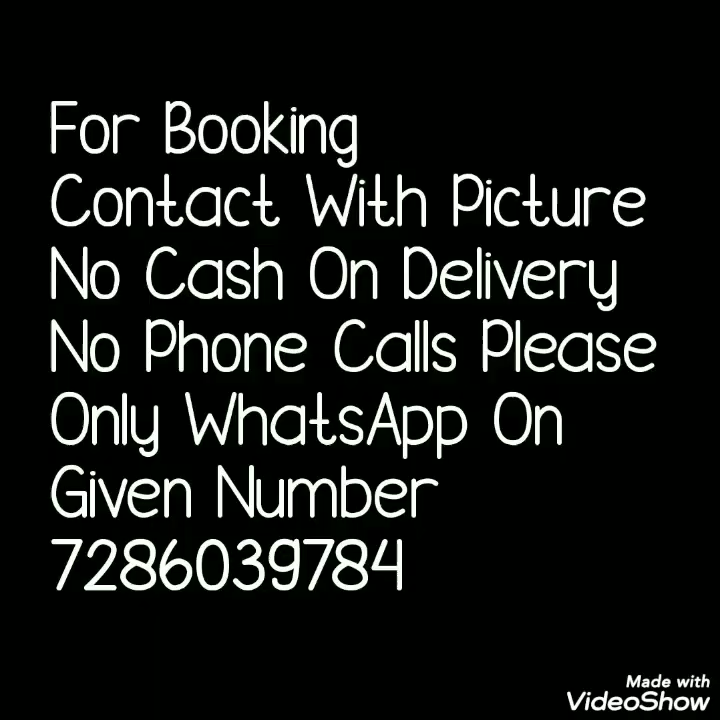 For Booking
Contact With Picture
No Cash On Delivery
No Phone Calls Please
Only WhatsApp On
Given Number
7286039784
Made with
VideoShow